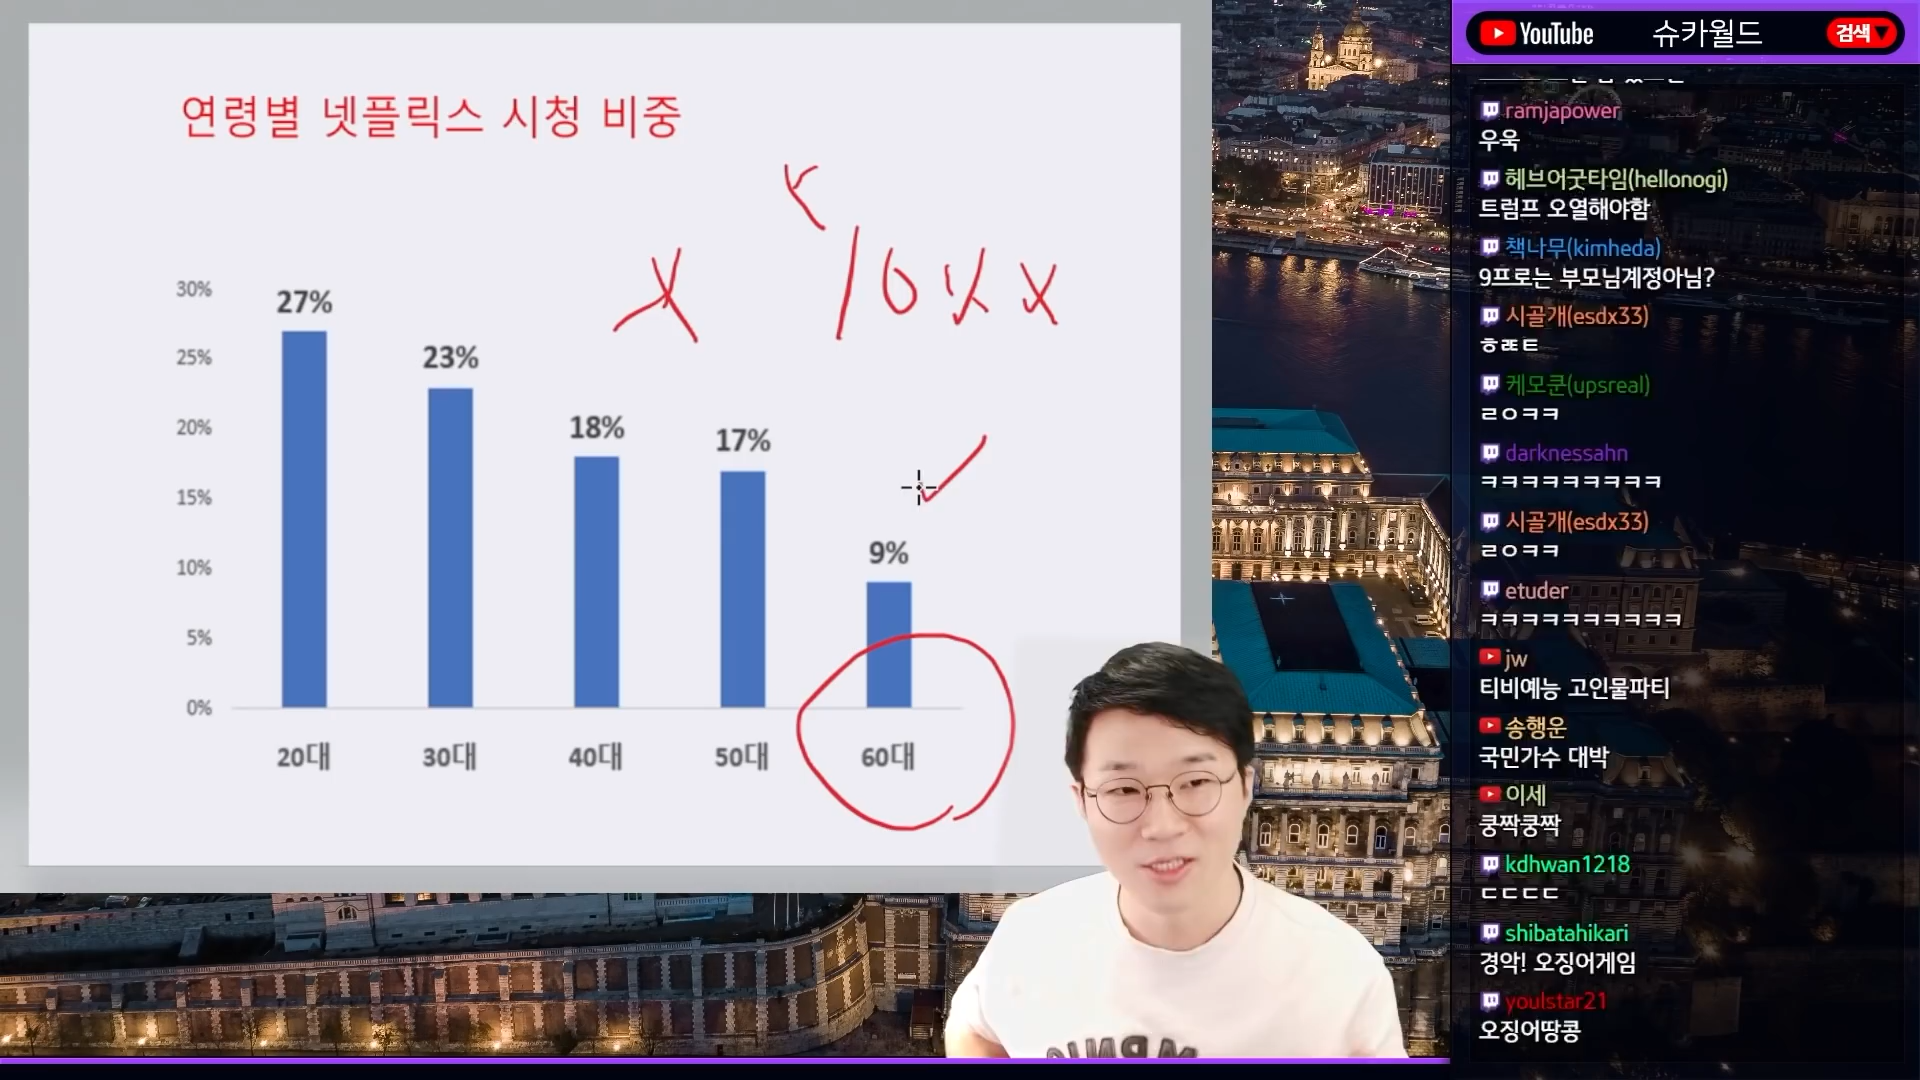 연령별 넷플릭스 시청 비중
30%
25%
20%
15%
10%
5%
0%
27%
23%
18%
17%
9%
20대
30대
40대
50대
60대
YouTube 슈카월드 검색
ramjapower
우욱
헤브어굿타임(hellonogi)
트럼프 오열해야함
책나무(kimheda)
9프로는 부모님계정아님?
시골개(esdx33)
케모쿤(upsreal)
ㄹㅇㅋㅋ
darknessahn
ㅋㅋㅋㅋㅋㅋㅋㅋㅋ
시골개(esdx33)
ㄹㅇㅋㅋ
etuder
ㅋㅋㅋㅋㅋㅋㅋㅋㅋㅋ
jw
티비예능 고인물파티
송행운
국민가수 대박
이세
쿵짝쿵짝
kdhwan1218
ㄷㄷㄷㄷ
shibatahikari
경악! 오징어게임
youlstar21
오징어땅콩